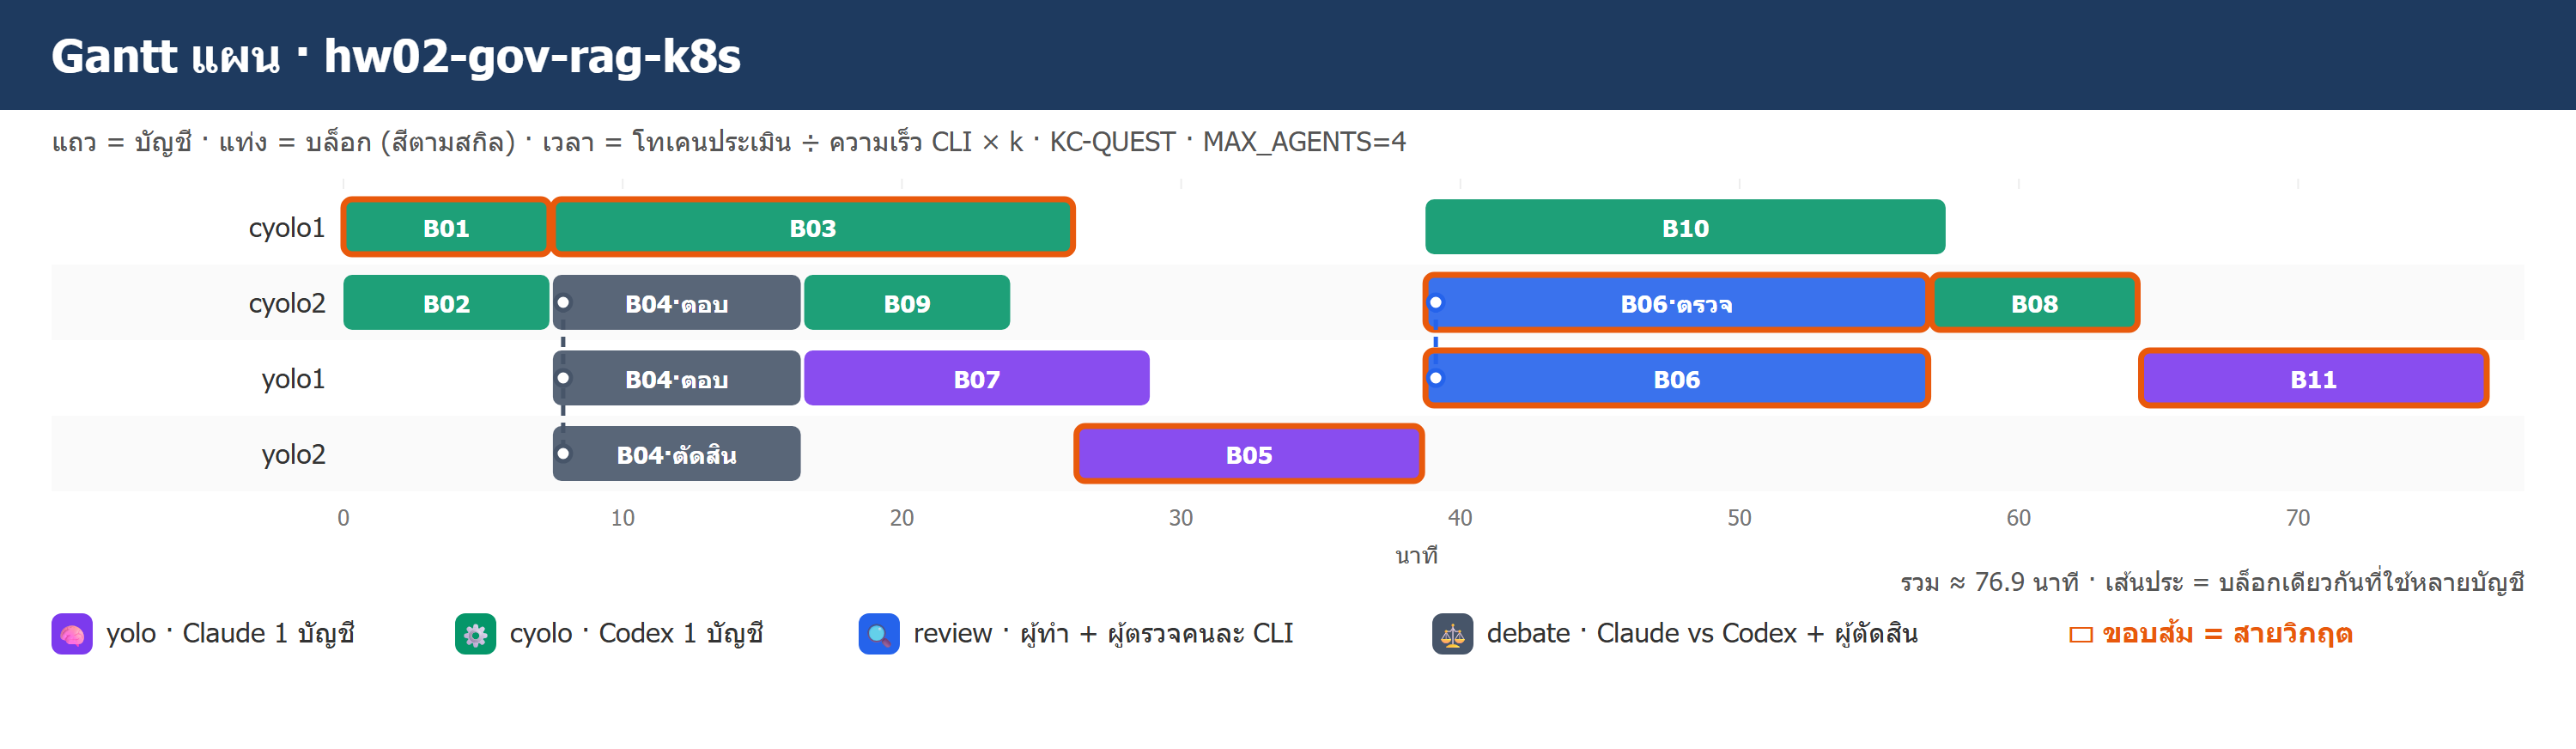 Gantt แผน · hw02-gov-rag-k8s
แถว = บัญชี · แท่ง = บล็อก (สีตามสกิล) · เวลา = โทเคนประเมิน ÷ ความเร็ว CLI × k · KC-QUEST · MAX_AGENTS=4
cyolo1 B01 B03 B10
cyolo2 B02 B04·ตอบ B09 B06·ตรวจ B08
yolo1 B04·ตอบ B07 B06 B11
yolo2 B04·ตัดสิน B05
0 10 20 30 40 50 60 70
นาที
รวม ≈ 76.9 นาที · เส้นประ = บล็อกเดียวกันที่ใช้หลายบัญชี
yolo · Claude 1 บัญชี cyolo · Codex 1 บัญชี review · ผู้ทำ + ผู้ตรวจคนละ CLI debate · Claude vs Codex + ผู้ตัดสิน ขอบส้ม = สายวิกฤต